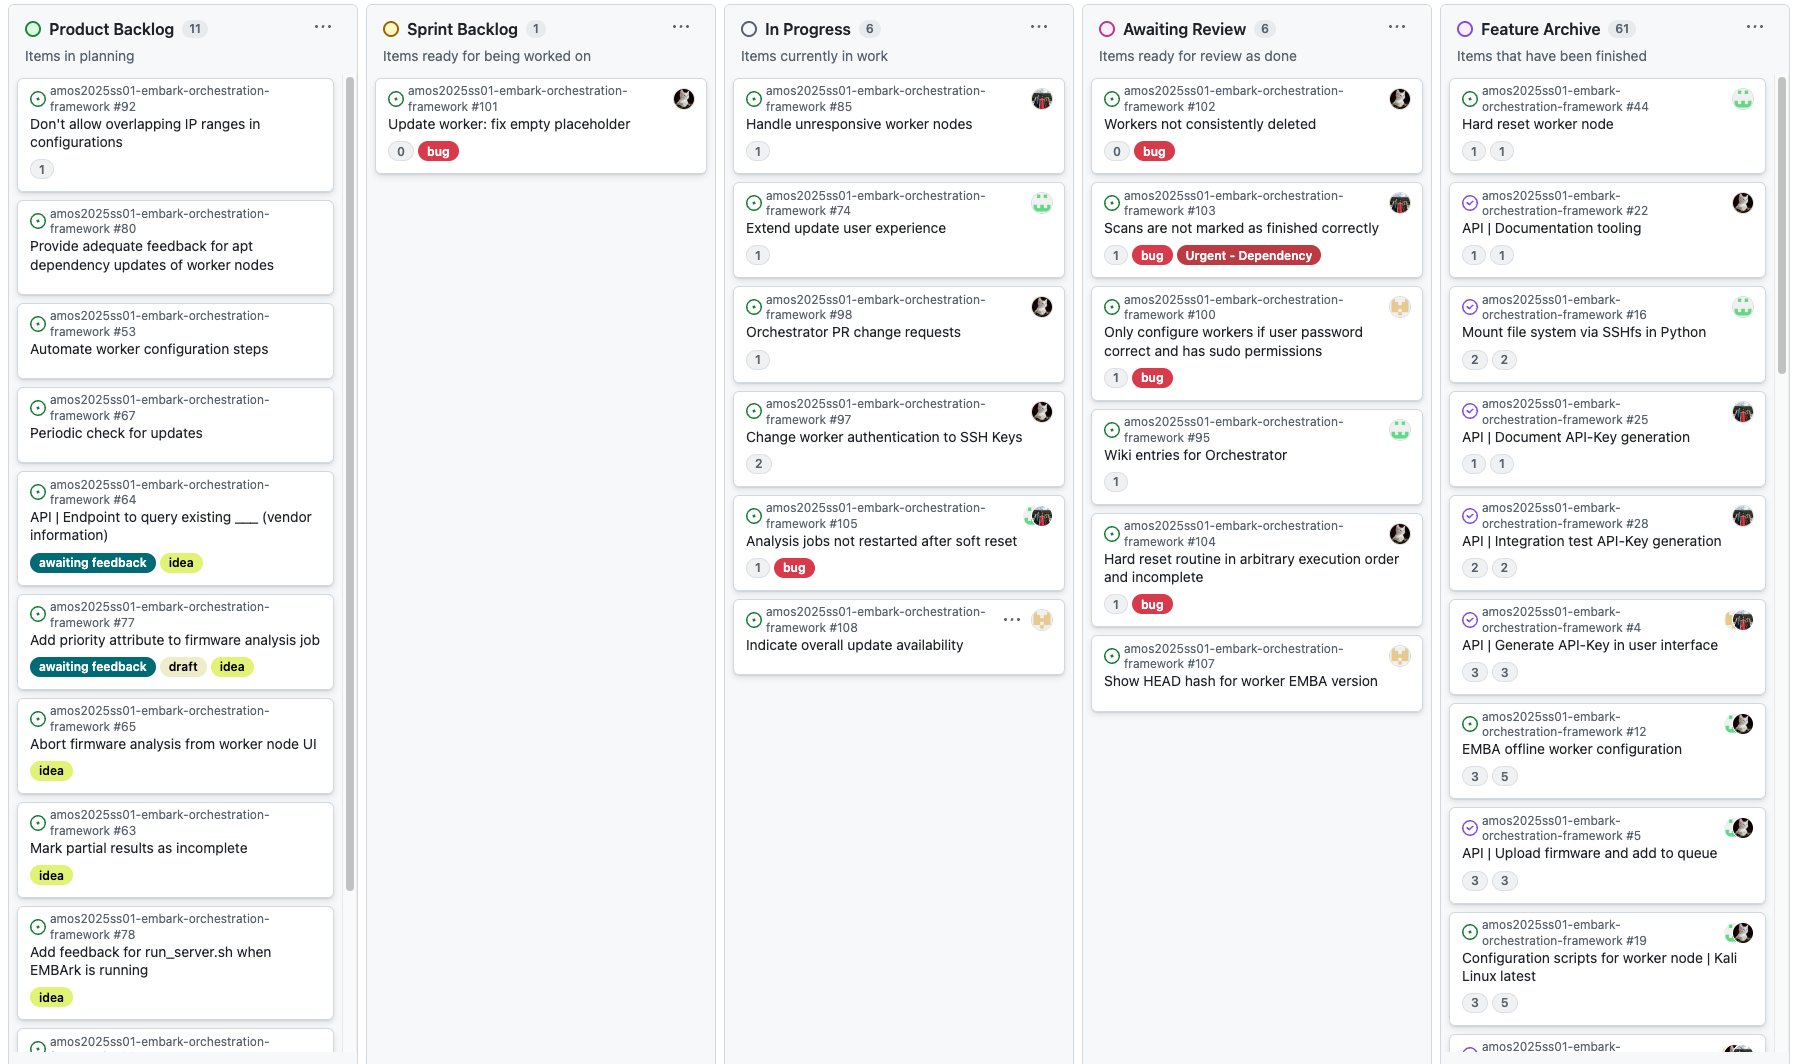 Product Backlog 11
Items in planning
amos2025ss01-embark-orchestration-
framework #92
Don't allow overlapping IP ranges in
configurations
1
amos2025ss01-embark-orchestration-
framework #80
Provide adequate feedback for apt
dependency updates of worker nodes
amos2025ss01-embark-orchestration-
framework #53
Automate worker configuration steps
amos2025ss01-embark-orchestration-
framework #67
Periodic check for updates
amos2025ss01-embark-orchestration-
framework #64
API | Endpoint to query existing ___ (vendor
information)
awaiting feedback idea
amos2025ss01-embark-orchestration-
framework #77
Add priority attribute to firmware analysis job
awaiting feedback draft idea
amos2025ss01-embark-orchestration-
framework #65
Abort firmware analysis from worker node UI
idea
amos2025ss01-embark-orchestration-
framework #63
Mark partial results as incomplete
idea
amos2025ss01-embark-orchestration-
framework #78
Add feedback for run_server.sh when
EMBArk is running
idea
amos2025ss01-embark-orchestration-
Sprint Backlog 1
Items ready for being worked on
amos2025ss01-embark-orchestration-
framework #101
Update worker: fix empty placeholder
0 bug
In Progress 6
Items currently in work
amos2025ss01-embark-orchestration-
framework #85
Handle unresponsive worker nodes
1
amos2025ss01-embark-orchestration-
framework #74
Extend update user experience
1
amos2025ss01-embark-orchestration-
framework #98
Orchestrator PR change requests
1
amos2025ss01-embark-orchestration-
framework #97
Change worker authentication to SSH Keys
2
amos2025ss01-embark-orchestration-
framework #105
Analysis jobs not restarted after soft reset
1 bug
amos2025ss01-embark-orchestration-
framework #108
Indicate overall update availability
Awaiting Review 6
Items ready for review as done
amos2025ss01-embark-orchestration-
framework #102
Workers not consistently deleted
0 bug
amos2025ss01-embark-orchestration-
framework #103
Scans are not marked as finished correctly
1 bug Urgent - Dependency
amos2025ss01-embark-orchestration-
framework #100
Only configure workers if user password
correct and has sudo permissions
1 bug
amos2025ss01-embark-orchestration-
framework #95
Wiki entries for Orchestrator
1
amos2025ss01-embark-orchestration-
framework #104
Hard reset routine in arbitrary execution order
and incomplete
1 bug
amos2025ss01-embark-orchestration-
framework #107
Show HEAD hash for worker EMBA version
Feature Archive 61
Items that have been finished
amos2025ss01-embark-
orchestration-framework #44
Hard reset worker node
1 1
amos2025ss01-embark-
orchestration-framework #22
API | Documentation tooling
1 1
amos2025ss01-embark-
orchestration-framework #16
Mount file system via SSHfs in Python
2 2
amos2025ss01-embark-
orchestration-framework #25
API | Document API-Key generation
1 1
amos2025ss01-embark-
orchestration-framework #28
API | Integration test API-Key generation
2 2
amos2025ss01-embark-
orchestration-framework #4
API | Generate API-Key in user interface
3 3
amos2025ss01-embark-
orchestration-framework #12
EMBA offline worker configuration
3 5
amos2025ss01-embark-
orchestration-framework #5
API | Upload firmware and add to queue
3 3
amos2025ss01-embark-
orchestration-framework #19
Configuration scripts for worker node | Kali
Linux latest
3 5
amos2025ss01-embark-